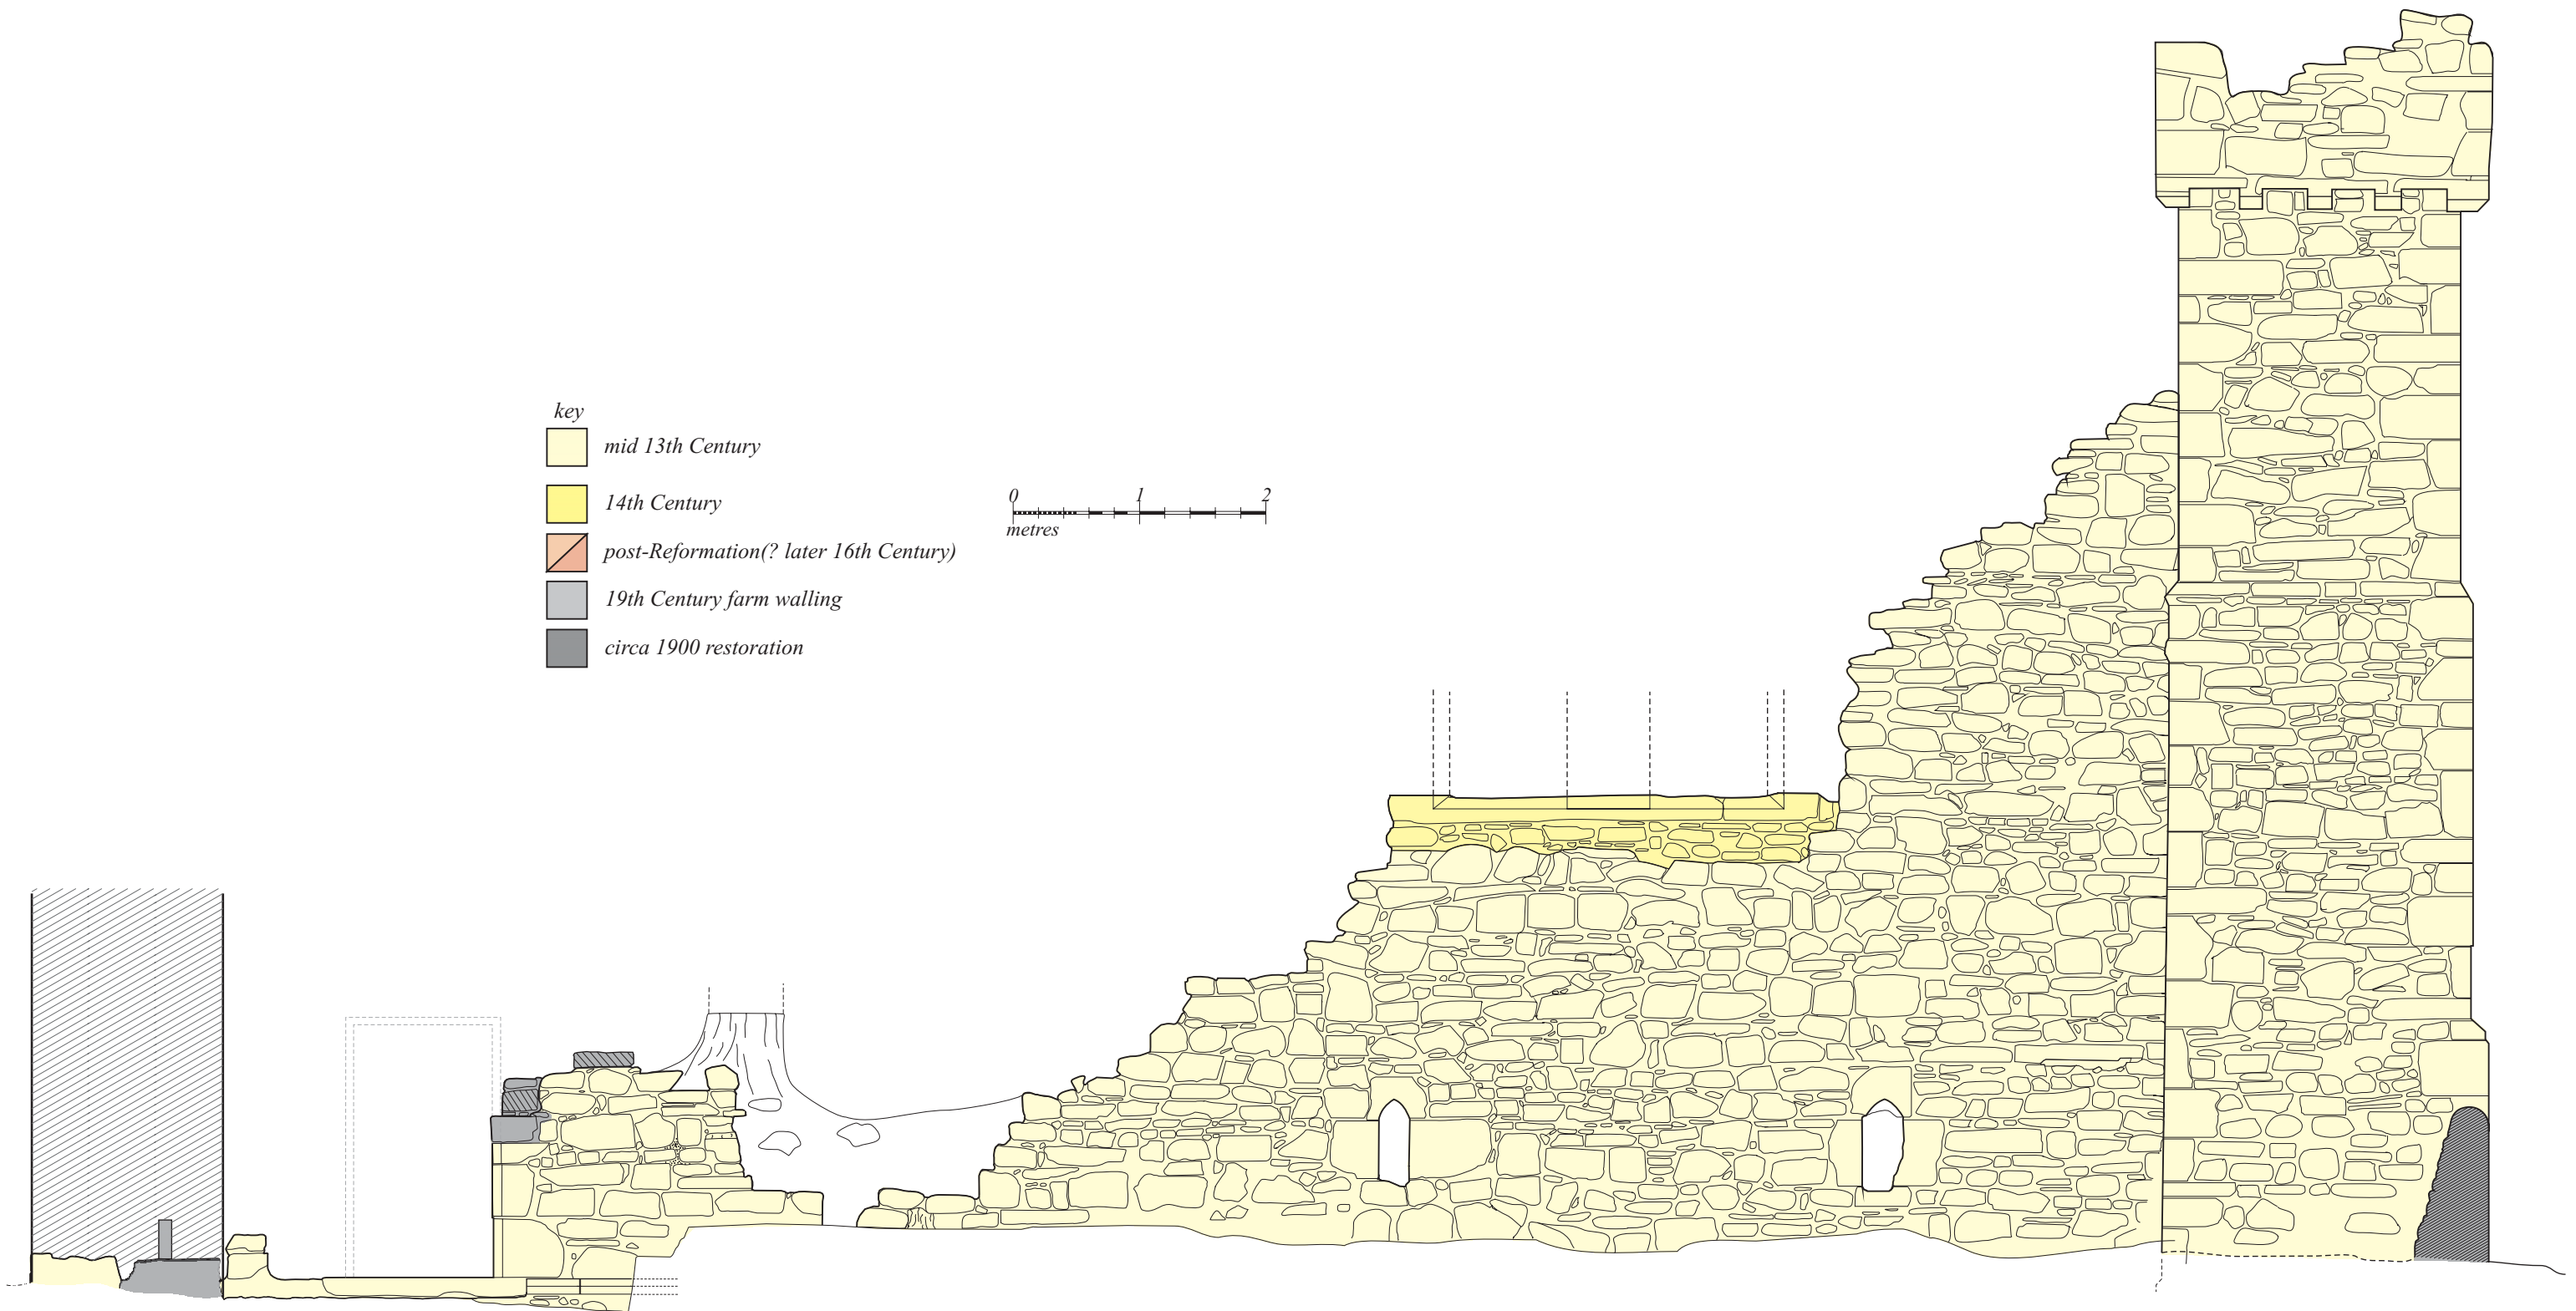 key
mid 13th Century
14th Century
post-Reformation(? later 16th Century)
19th Century farm walling
circa 1900 restoration
0 1 2
metres